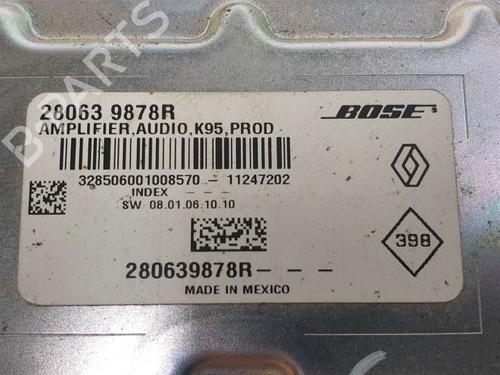 28063 9878R
BOSE
AMPLIFIER,AUDIO,K95,PROD
328506001008570 - 11247202
INDEX - - -
SW 08.01.06.10.10
398
280639878R- - -
MADE IN MEXICO
B PARTS